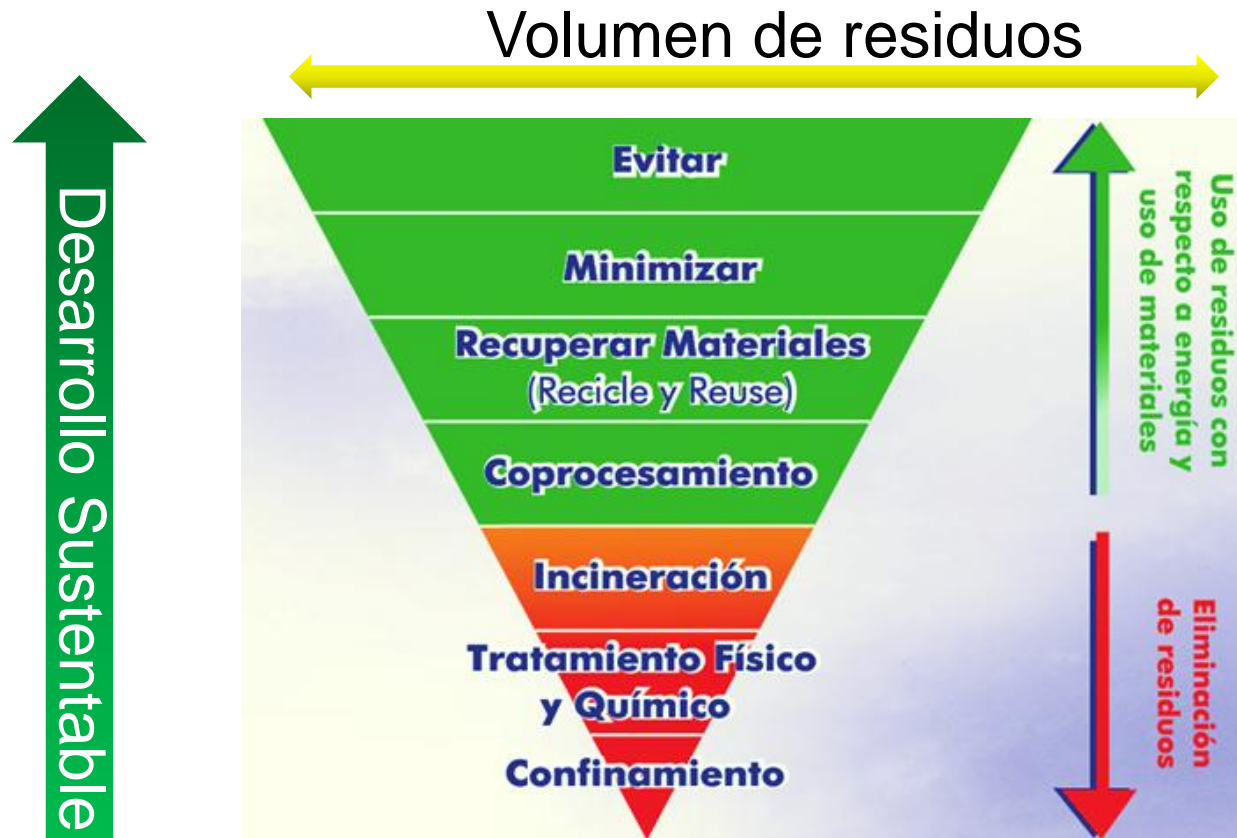 Volumen de residuos
Desarrollo Sustentable
Evitar
Minimizar
Recuperar Materiales
(Recicle y Reuse)
Coprocesamiento
Incineración
Tratamiento Físico
y Químico
Confinamiento
Uso de residuos con
respecto a energía y
uso de materiales
Eliminación
de residuos